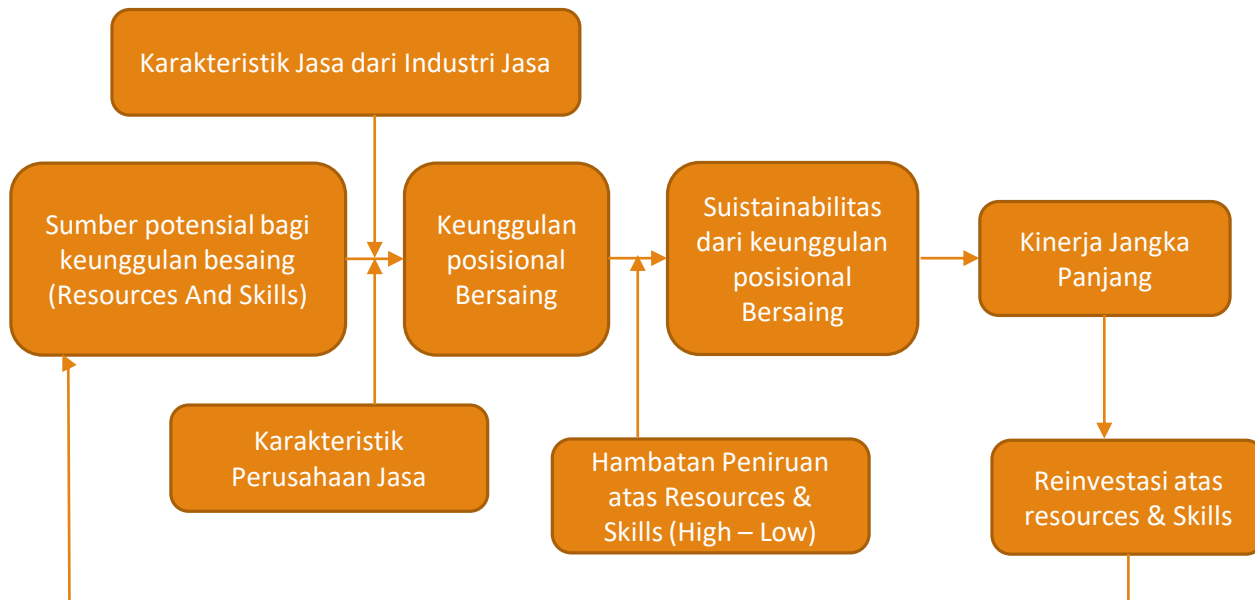 Karakteristik Jasa dari Industri Jasa
Sumber potensial bagi
keunggulan besaing
(Resources And Skills)
Keunggulan
posisional
Bersaing
Suistainabilitas
dari keunggulan
posisional
Bersaing
Kinerja Jangka
Panjang
Karakteristik
Perusahaan Jasa
Hambatan Peniruan
atas Resources &
Skills (High – Low)
Reinvestasi atas
resources & Skills